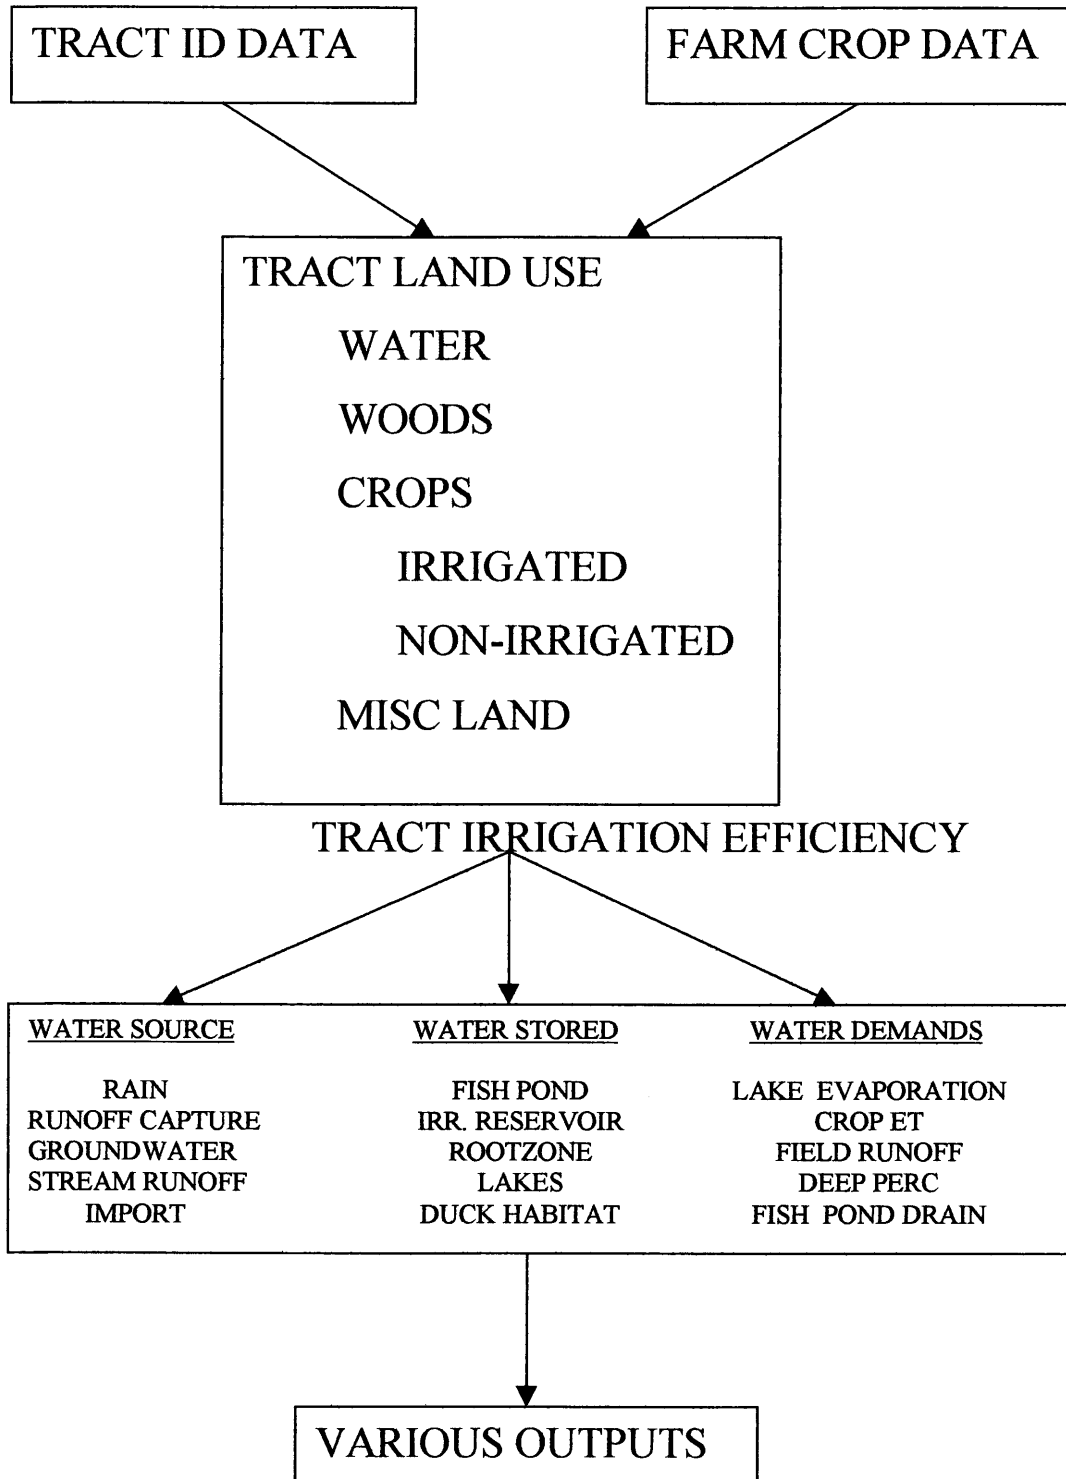 TRACT ID DATA
FARM CROP DATA
TRACT LAND USE
WATER
WOODS
CROPS
IRRIGATED
NON-IRRIGATED
MISC LAND
TRACT IRRIGATION EFFICIENCY
WATER SOURCE
RAIN
RUNOFF CAPTURE
GROUNDWATER
STREAM RUNOFF
IMPORT
WATER STORED
FISH POND
IRR. RESERVOIR
ROOTZONE
LAKES
DUCK HABITAT
WATER DEMANDS
LAKE EVAPORATION
CROP ET
FIELD RUNOFF
DEEP PERC
FISH POND DRAIN
VARIOUS OUTPUTS